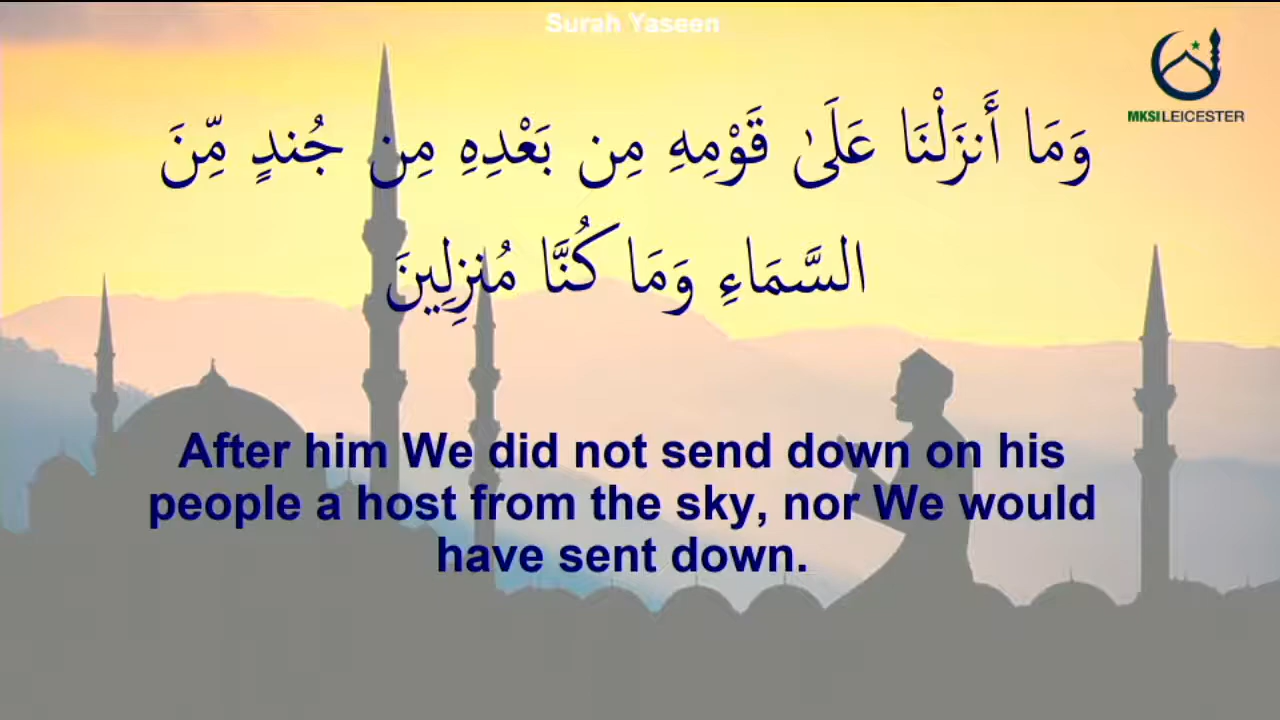 Surah Yaseen
MKSI LEICESTER
وَمَا أَنزَلْنَا عَلَىٰ قَوْمِهِ مِن بَعْدِهِ مِن جُندٍ مِّنَ
السَّمَاءِ وَمَا كُنَّا مُنزِلِينَ
After him We did not send down on his
people a host from the sky, nor We would
have sent down.